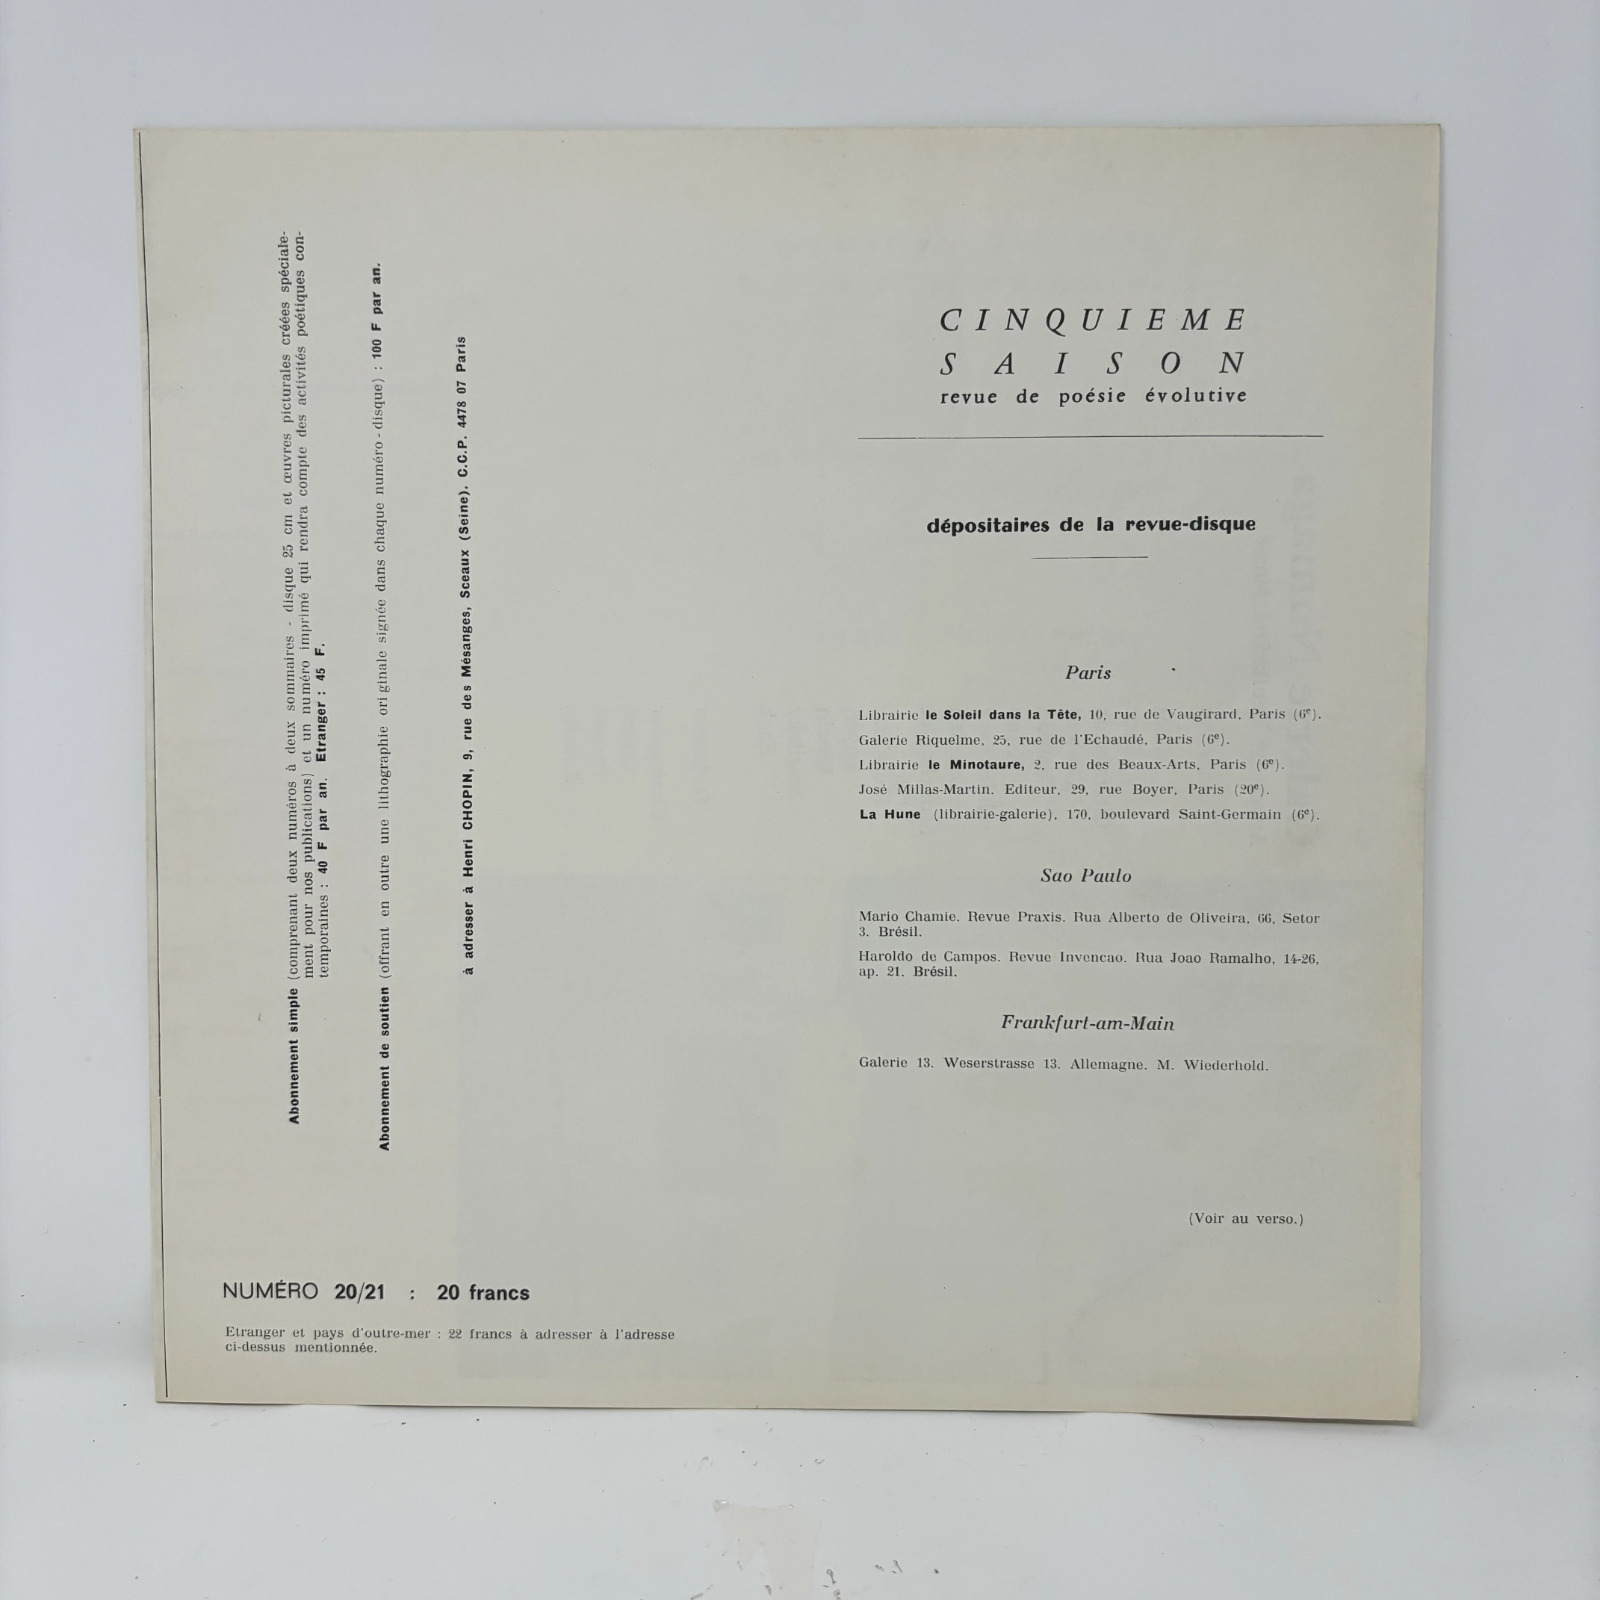 Abonnement simple (comprenant deux numéros à deux sommaires - disque 25 cm et œuvres picturales créées spéciale-
ment pour nos publications) et un numéro imprimé qui rendra compte des activités poétiques con-
temporaines : 40 F par an. Etranger : 45 F.
Abonnement de soutien (offrant en outre une lithographie originale signée dans chaque numéro-disque) : 100 F par an.
à adresser à Henri CHOPIN, 9, rue des Mésanges, Sceaux (Seine). C.C.P. 4478 07 Paris
NUMÉRO 20/21 : 20 francs
Etranger et pays d'outre-mer : 22 francs à adresser à l'adresse
ci-dessus mentionnée.
CINQUIEME
SAISON
revue de poésie évolutive
dépositaires de la revue-disque
Paris
Librairie le Soleil dans la Tête, 10, rue de Vaugirard, Paris (6e).
Galerie Riquelme, 25, rue de l'Echaudé, Paris (6e).
Librairie le Minotaure, 2, rue des Beaux-Arts, Paris (6e).
José Millas-Martin. Editeur, 29, rue Boyer, Paris (20e).
La Hune (librairie-galerie), 170, boulevard Saint-Germain (6e).
Sao Paulo
Mario Chamie. Revue Praxis. Rua Alberto de Oliveira, 66, Setor
3. Brésil.
Haroldo de Campos. Revue Invencao. Rua Joao Ramalho, 14-26,
ap. 21. Brésil.
Frankfurt-am-Main
Galerie 13. Weserstrasse 13. Allemagne. M. Wiederhold.
(Voir au verso.)